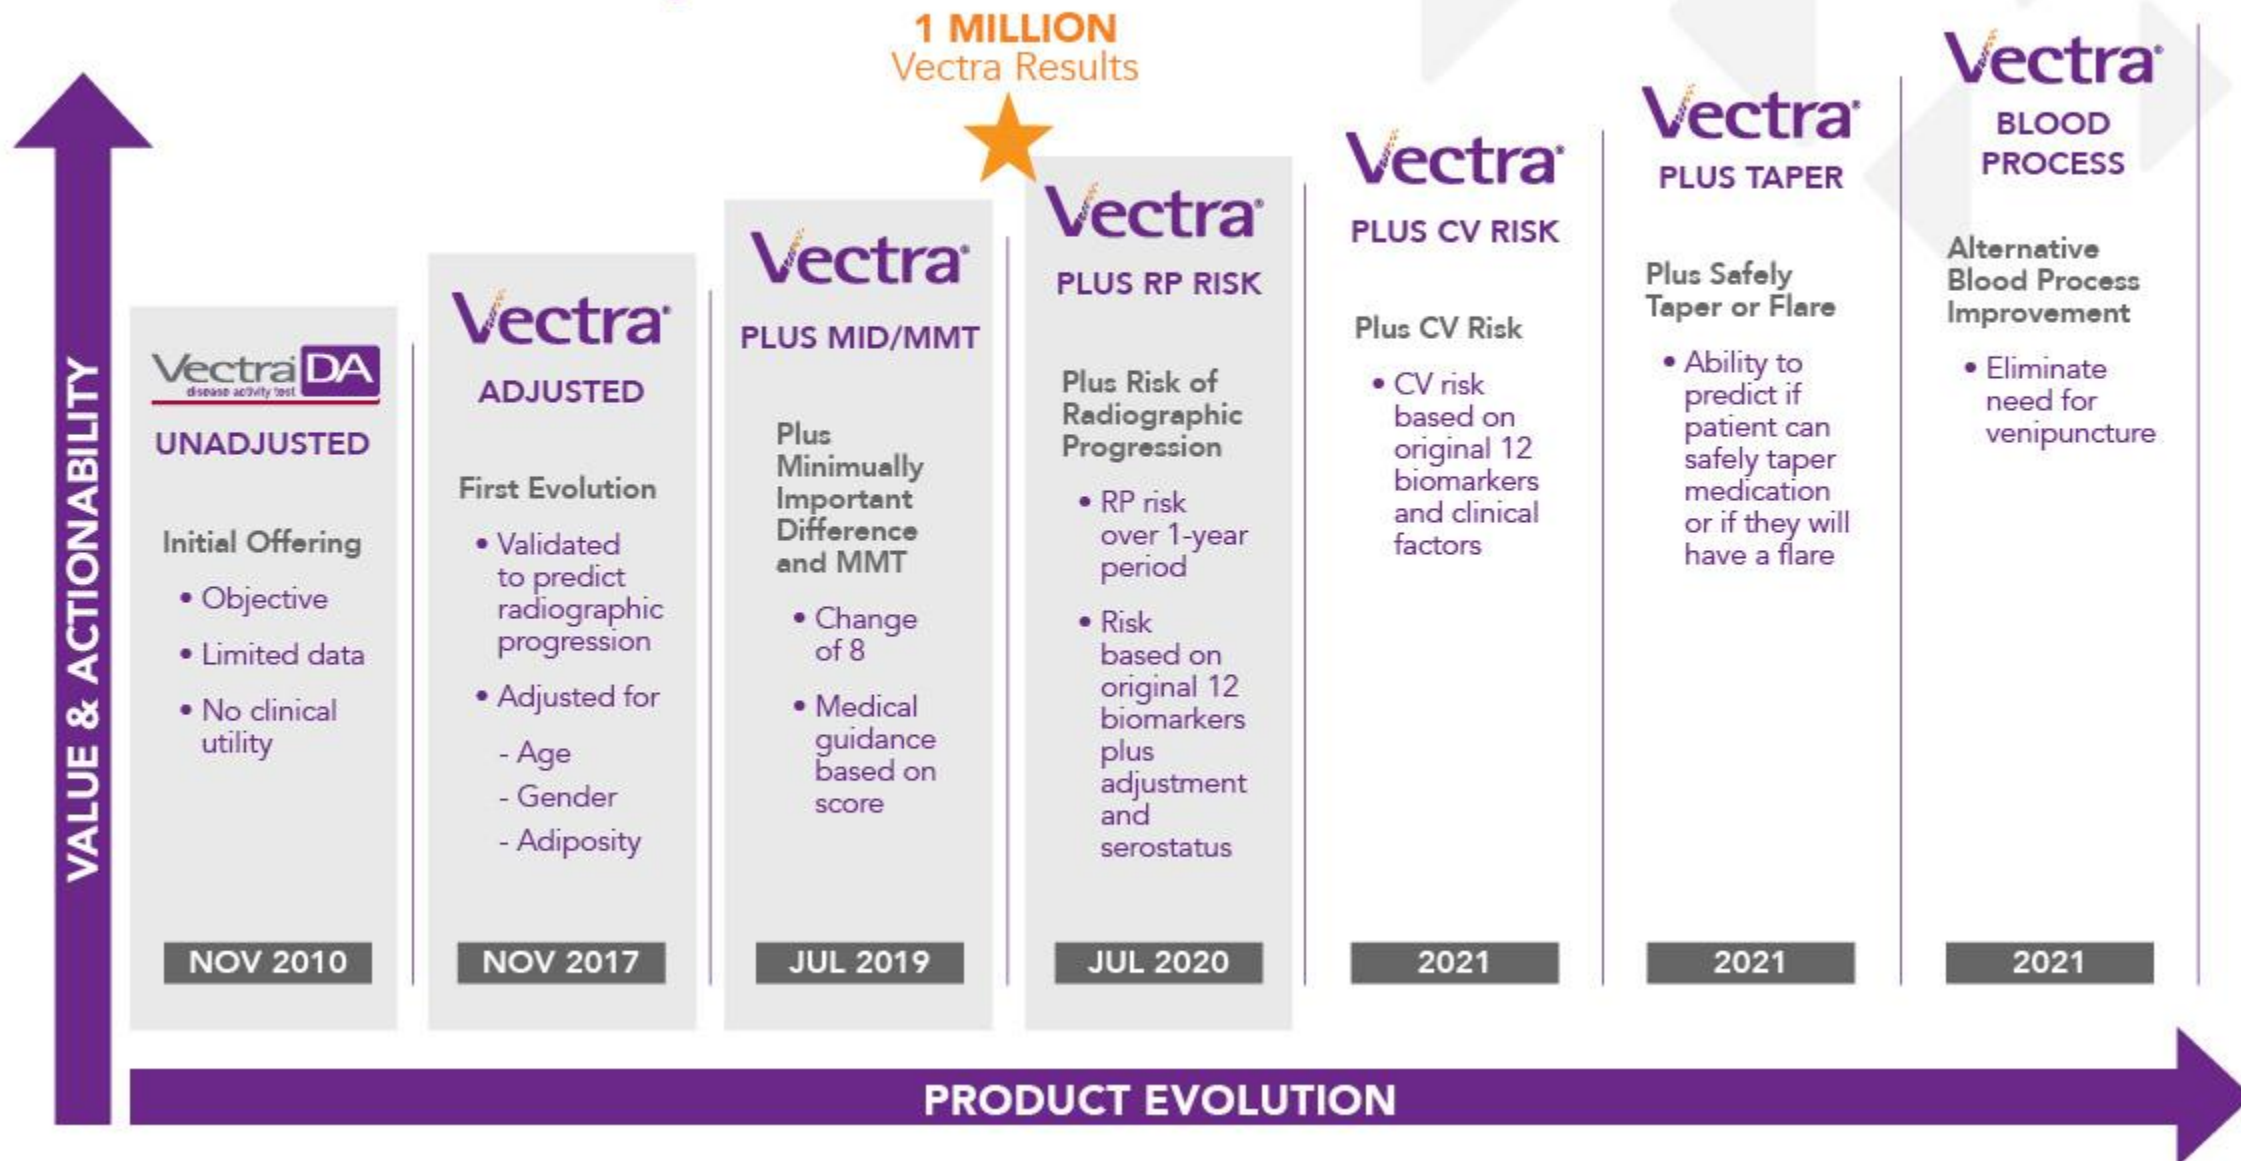 1 MILLION
Vectra Results
VALUE & ACTIONABILITY
VectraDA
disease activity test
UNADJUSTED
Initial Offering
• Objective
• Limited data
• No clinical
utility
NOV 2010
Vectra®
ADJUSTED
First Evolution
• Validated
to predict
radiographic
progression
• Adjusted for
- Age
- Gender
- Adiposity
NOV 2017
Vectra®
PLUS MID/MMT
Plus
Minimually
Important
Difference
and MMT
• Change
of 8
• Medical
guidance
based on
score
JUL 2019
Vectra®
PLUS RP RISK
Plus Risk of
Radiographic
Progression
• RP risk
over 1-year
period
• Risk
based on
original 12
biomarkers
plus
adjustment
and
serostatus
JUL 2020
Vectra®
PLUS CV RISK
Plus CV Risk
• CV risk
based on
original 12
biomarkers
and clinical
factors
2021
Vectra®
PLUS TAPER
Plus Safely
Taper or Flare
• Ability to
predict if
patient can
safely taper
medication
or if they will
have a flare
2021
Vectra®
BLOOD
PROCESS
Alternative
Blood Process
Improvement
• Eliminate
need for
venipuncture
2021
PRODUCT EVOLUTION